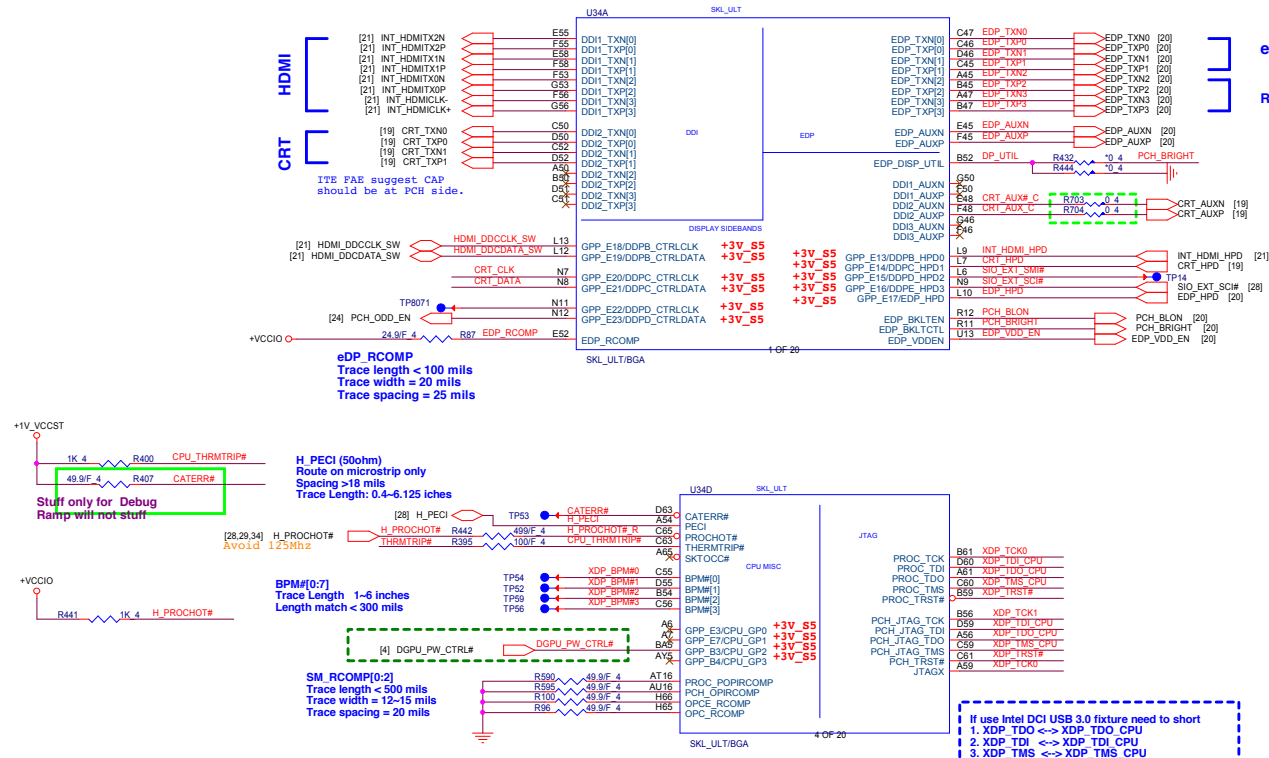 U34A SKL_ULT
HDMI
[21] INT_HDMITX2N E55 DDI1_TXN[0]
[21] INT_HDMITX2P F55 DDI1_TXP[0]
[21] INT_HDMITX1N E58 DDI1_TXN[1]
[21] INT_HDMITX1P F58 DDI1_TXP[1]
[21] INT_HDMITX0N F53 DDI1_TXN[2]
[21] INT_HDMITX0P G53 DDI1_TXP[2]
[21] INT_HDMICLK- F56 DDI1_TXN[3]
[21] INT_HDMICLK+ G56 DDI1_TXP[3]
CRT
[19] CRT_TXN0 C50 DDI2_TXN[0]
[19] CRT_TXP0 D50 DDI2_TXP[0]
[19] CRT_TXN1 C52 DDI2_TXN[1]
[19] CRT_TXP1 D52 DDI2_TXP[1]
A50 DDI2_TXN[2]
B50 DDI2_TXP[2]
D51 DDI2_TXN[3]
C51 DDI2_TXP[3]
ITE FAE suggest CAP
should be at PCH side.
DDI
EDP
EDP_TXN[0] C47 EDP_TXN0 EDP_TXN0 [20]
EDP_TXP[0] C46 EDP_TXP0 EDP_TXP0 [20]
EDP_TXN[1] D46 EDP_TXN1 EDP_TXN1 [20]
EDP_TXP[1] C45 EDP_TXP1 EDP_TXP1 [20]
EDP_TXN[2] A45 EDP_TXN2 EDP_TXN2 [20]
EDP_TXP[2] B45 EDP_TXP2 EDP_TXP2 [20]
EDP_TXN[3] A47 EDP_TXN3 EDP_TXN3 [20]
EDP_TXP[3] B47 EDP_TXP3 EDP_TXP3 [20]
e
R
EDP_AUXN E45 EDP_AUXN EDP_AUXN [20]
EDP_AUXP F45 EDP_AUXP EDP_AUXP [20]
EDP_DISP_UTIL B52 DP_UTIL R432 *0_4 PCH_BRIGHT
R444 *0_4
DDI1_AUXN G50
DDI1_AUXP
DDI2_AUXN E48 CRT_AUX#_C R703 0_4 CRT_AUXN [19]
DDI2_AUXP F48 CRT_AUX_C R704 0_4 CRT_AUXP [19]
DDI3_AUXN G46
DDI3_AUXP
DISPLAY SIDEBANDS
[21] HDMI_DDCCLK_SW HDMI_DDCCLK_SW L13 GPP_E18/DDPB_CTRLCLK +3V_S5
[21] HDMI_DDCDATA_SW HDMI_DDCDATA_SW L12 GPP_E19/DDPB_CTRLDATA +3V_S5
CRT_CLK N7 GPP_E20/DDPC_CTRLCLK +3V_S5
CRT_DATA N8 GPP_E21/DDPC_CTRLDATA +3V_S5
TP8071 N11 GPP_E22/DDPD_CTRLCLK +3V_S5
[24] PCH_ODD_EN N12 GPP_E23/DDPD_CTRLDATA +3V_S5
+VCCIO 24.9/F_4 R87 EDP_RCOMP E52 EDP_RCOMP
+3V_S5 GPP_E13/DDPB_HPD0 L9 INT_HDMI_HPD INT_HDMI_HPD [21]
+3V_S5 GPP_E14/DDPC_HPD1 L7 CRT_HPD CRT_HPD [19]
+3V_S5 GPP_E15/DDPD_HPD2 L6 SIO_EXT_SMI# TP14
+3V_S5 GPP_E16/DDPE_HPD3 N9 SIO_EXT_SCI# SIO_EXT_SCI# [28]
+3V_S5 GPP_E17/EDP_HPD L10 EDP_HPD EDP_HPD [20]
EDP_BKLTEN R12 PCH_BLON PCH_BLON [20]
EDP_BKLTCTL R11 PCH_BRIGHT PCH_BRIGHT [20]
EDP_VDDEN U13 EDP_VDD_EN EDP_VDD_EN [20]
SKL_ULT/BGA 1 OF 20
eDP_RCOMP
Trace length < 100 mils
Trace width = 20 mils
Trace spacing = 25 mils
+1V_VCCST
1K_4 R400 CPU_THRMTRIP#
49.9/F_4 R407 CATERR#
Stuff only for Debug
Ramp will not stuff
H_PECI (50ohm)
Route on microstrip only
Spacing >18 mils
Trace Length: 0.4~6.125 iches
U34D SKL_ULT
TP53 CATERR# D63 CATERR#
[28] H_PECI H_PECI A54 PECI
[28,29,34] H_PROCHOT# H_PROCHOT# R442 499/F_4 H_PROCHOT#_R C65 PROCHOT#
Avoid 125Mhz
THRMTRIP# R395 100/F_4 CPU_THRMTRIP# C63 THERMTRIP#
A65 SKTOCC#
CPU MISC
JTAG
+VCCIO
R441 1K_4 H_PROCHOT#
BPM#[0:7]
Trace Length 1~6 inches
Length match < 300 mils
TP54 XDP_BPM#0 C55 BPM#[0]
TP52 XDP_BPM#1 D55 BPM#[1]
TP59 XDP_BPM#2 B54 BPM#[2]
TP56 XDP_BPM#3 C56 BPM#[3]
A6 GPP_E3/CPU_GP0 +3V_S5
A7 GPP_E7/CPU_GP1 +3V_S5
[4] DGPU_PW_CTRL# DGPU_PW_CTRL# BA5 GPP_B3/CPU_GP2 +3V_S5
AY5 GPP_B4/CPU_GP3 +3V_S5
SM_RCOMP[0:2]
Trace length < 500 mils
Trace width = 12~15 mils
Trace spacing = 20 mils
R590 49.9/F_4 AT16 PROC_POPIRCOMP
R595 49.9/F_4 AU16 PCH_OPIRCOMP
R100 49.9/F_4 H66 OPCE_RCOMP
R96 49.9/F_4 H65 OPC_RCOMP
PROC_TCK B61 XDP_TCK0
PROC_TDI D60 XDP_TDI_CPU
PROC_TDO A61 XDP_TDO_CPU
PROC_TMS C60 XDP_TMS_CPU
PROC_TRST# B59 XDP_TRST#
PCH_JTAG_TCK B56 XDP_TCK1
PCH_JTAG_TDI D59 XDP_TDI_CPU
PCH_JTAG_TDO A56 XDP_TDO_CPU
PCH_JTAG_TMS C59 XDP_TMS_CPU
PCH_TRST# C61 XDP_TRST#
JTAGX A59 XDP_TCK0
SKL_ULT/BGA 4 OF 20
If use Intel DCI USB 3.0 fixture need to short
1. XDP_TDO <--> XDP_TDO_CPU
2. XDP_TDI <--> XDP_TDI_CPU
3. XDP_TMS <--> XDP_TMS_CPU